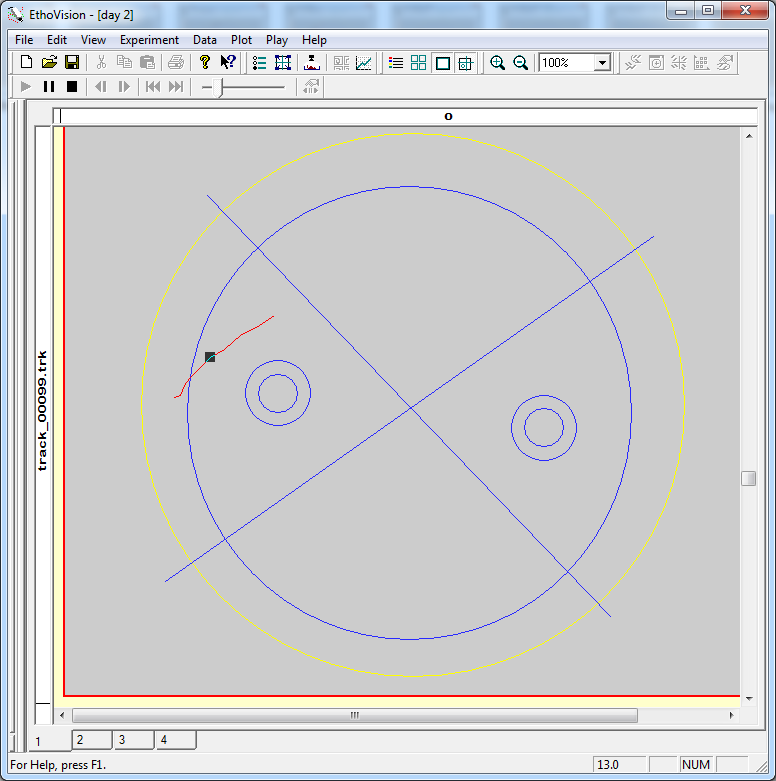 EthoVision - [day 2]
File Edit View Experiment Data Plot Play Help
100%
o
track_00099.trk
1 2 3 4
For Help, press F1. 13.0 NUM